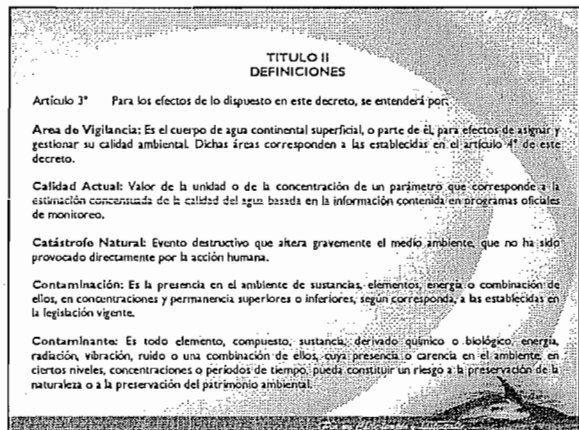 TITULO II
DEFINICIONES
Artículo 3° Para los efectos de lo dispuesto en este decreto, se entenderá por:
Area de Vigilancia: Es el cuerpo de agua continental superficial, o parte de él, para efectos de asignar y
gestionar su calidad ambiental. Dichas áreas corresponden a las establecidas en el artículo 4° de este
decreto.
Calidad Actual: Valor de la unidad o de la concentración de un parámetro que corresponde a la
estimación consensuada de la calidad del agua basada en la información contenida en programas oficiales
de monitoreo.
Catástrofe Natural: Evento destructivo que altera gravemente el medio ambiente, que no ha sido
provocado directamente por la acción humana.
Contaminación: Es la presencia en el ambiente de sustancias, elementos, energía o combinación de
ellos, en concentraciones y permanencia superiores o inferiores, según corresponda, a las establecidas en
la legislación vigente.
Contaminante: Es todo elemento, compuesto, sustancia, derivado químico o biológico, energía,
radiación, vibración, ruido o una combinación de ellos, cuya presencia o carencia en el ambiente, en
ciertos niveles, concentraciones o períodos de tiempo, pueda constituir un riesgo a la preservación de la
naturaleza o a la preservación del patrimonio ambiental.